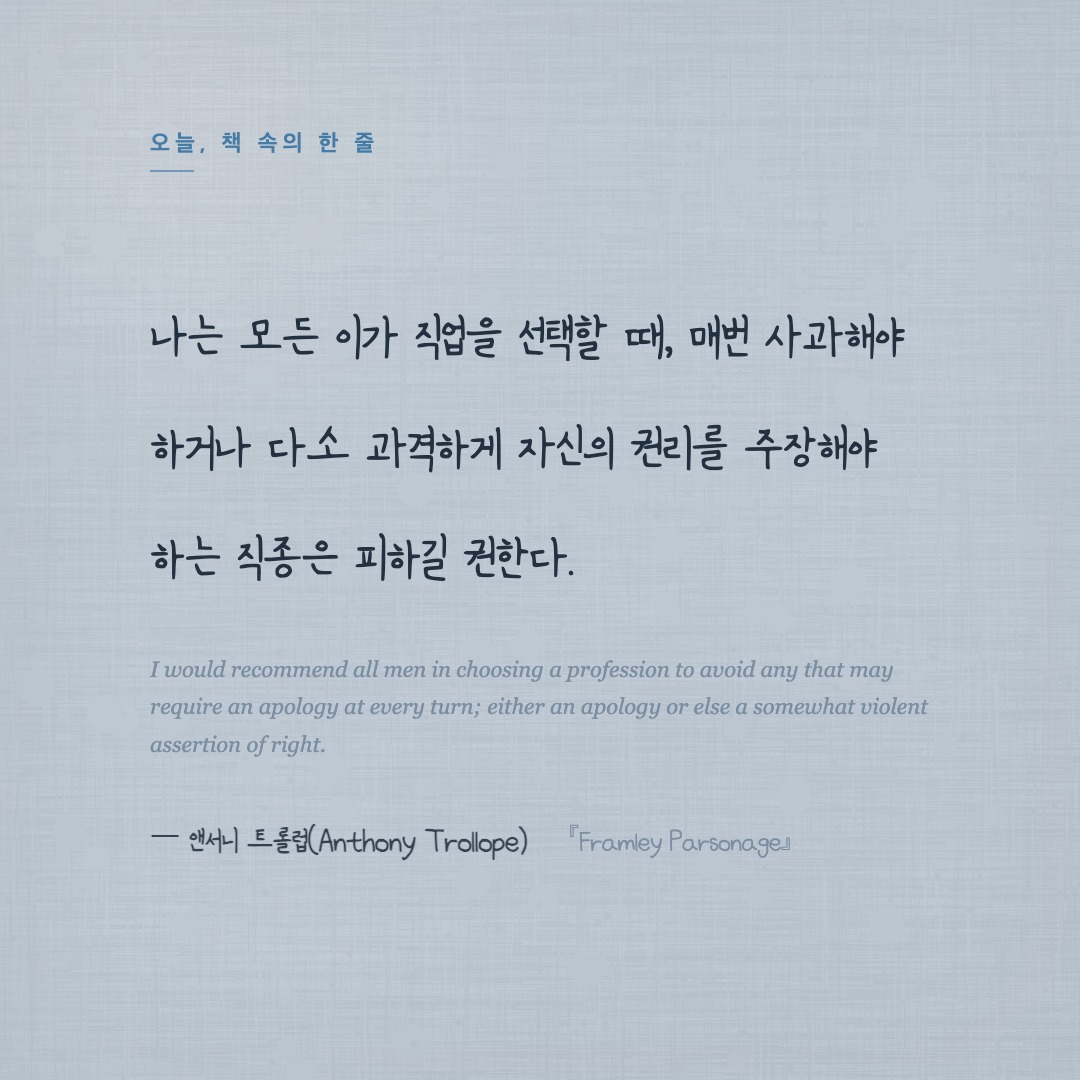 오늘, 책 속의 한 줄
나는 모든 이가 직업을 선택할 때, 매번 사과해야
하거나 다소 과격하게 자신의 권리를 주장해야
하는 직종은 피하길 권한다.
I would recommend all men in choosing a profession to avoid any that may
require an apology at every turn; either an apology or else a somewhat violent
assertion of right.
— 앤서니 트롤럽(Anthony Trollope) 『Framley Parsonage』